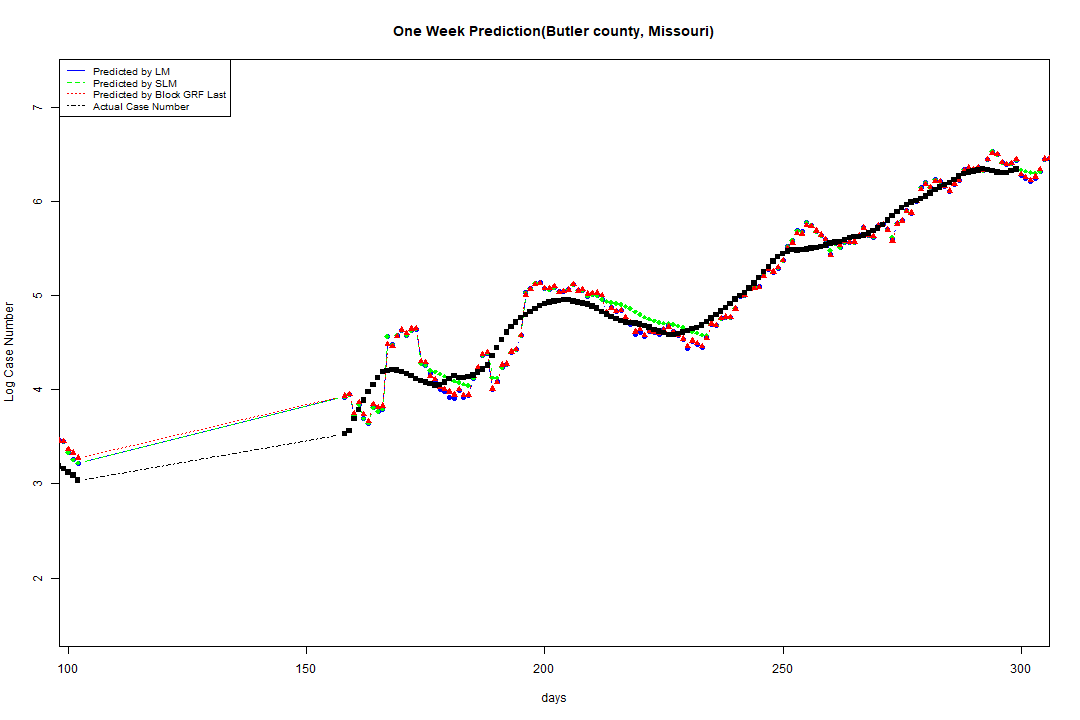 One Week Prediction(Butler county, Missouri)
Predicted by LM
Predicted by SLM
Predicted by Block GRF Last
Actual Case Number
7
6
5
4
3
2
Log Case Number
100 150 200 250 300
days